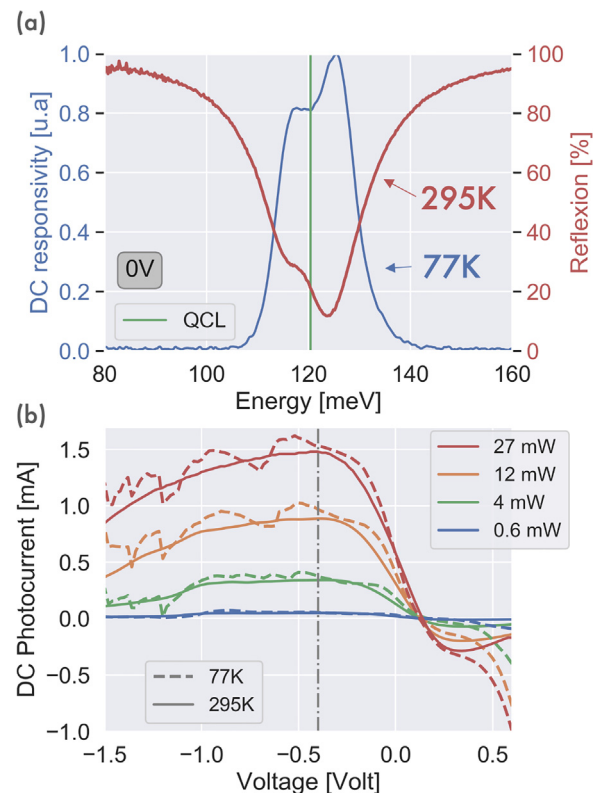 (a)
DC responsivity [u.a]
1.0
0.8
0.6
0.4
0.2
0.0
100
80
60
40
20
0
Reflexion [%]
295K
77K
0V
QCL
80 100 120 140 160
Energy [meV]
(b)
DC Photocurrent [mA]
1.5
1.0
0.5
0.0
−0.5
−1.0
27 mW
12 mW
4 mW
0.6 mW
77K
295K
−1.5 −1.0 −0.5 0.0 0.5
Voltage [Volt]